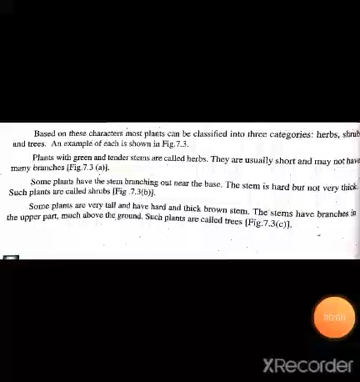 Based on these characters most plants can be classified into three categories: herbs, shrub
and trees. An example of each is shown in Fig.7.3.
Plants with green and tender stems are called herbs. They are usually short and may not have
many branches [Fig.7.3 (a)].
Some plants have the stem branching out near the base. The stem is hard but not very thick.
Such plants are called shrubs [Fig .7.3(b)].
Some plants are very tall and have hard and thick brown stem. The stems have branches in
the upper part, much above the ground. Such plants are called trees [Fig.7.3(c)].
XRecorder